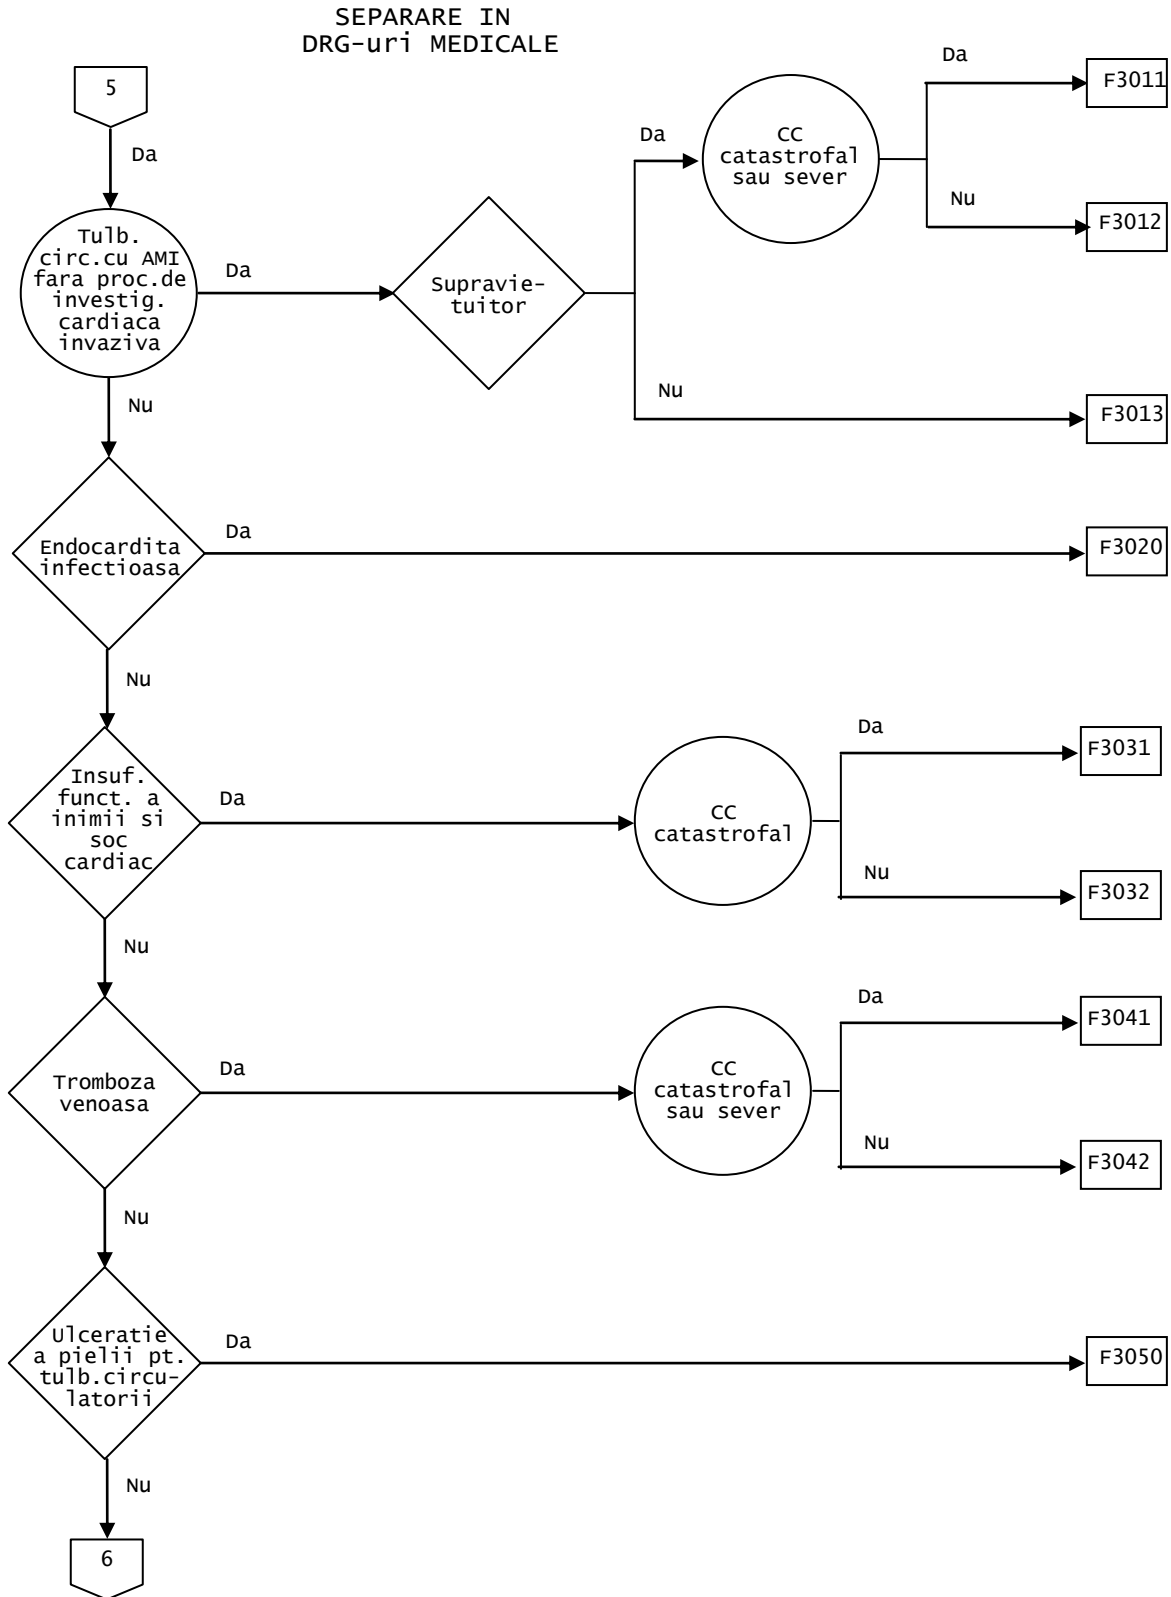 SEPARARE IN
DRG-uri MEDICALE
5
Da
Tulb.
circ.cu AMI
fara proc.de
investig.
cardiaca
invaziva
Da
Supravie-
tuitor
Da
CC
catastrofal
sau sever
Da
F3011
Nu
F3012
Nu
F3013
Nu
Endocardita
infectioasa
Da
F3020
Nu
Insuf.
funct. a
inimii si
soc
cardiac
Da
CC
catastrofal
Da
F3031
Nu
F3032
Nu
Tromboza
venoasa
Da
CC
catastrofal
sau sever
Da
F3041
Nu
F3042
Nu
Ulceratie
a pielii pt.
tulb.circu-
latorii
Da
F3050
Nu
6